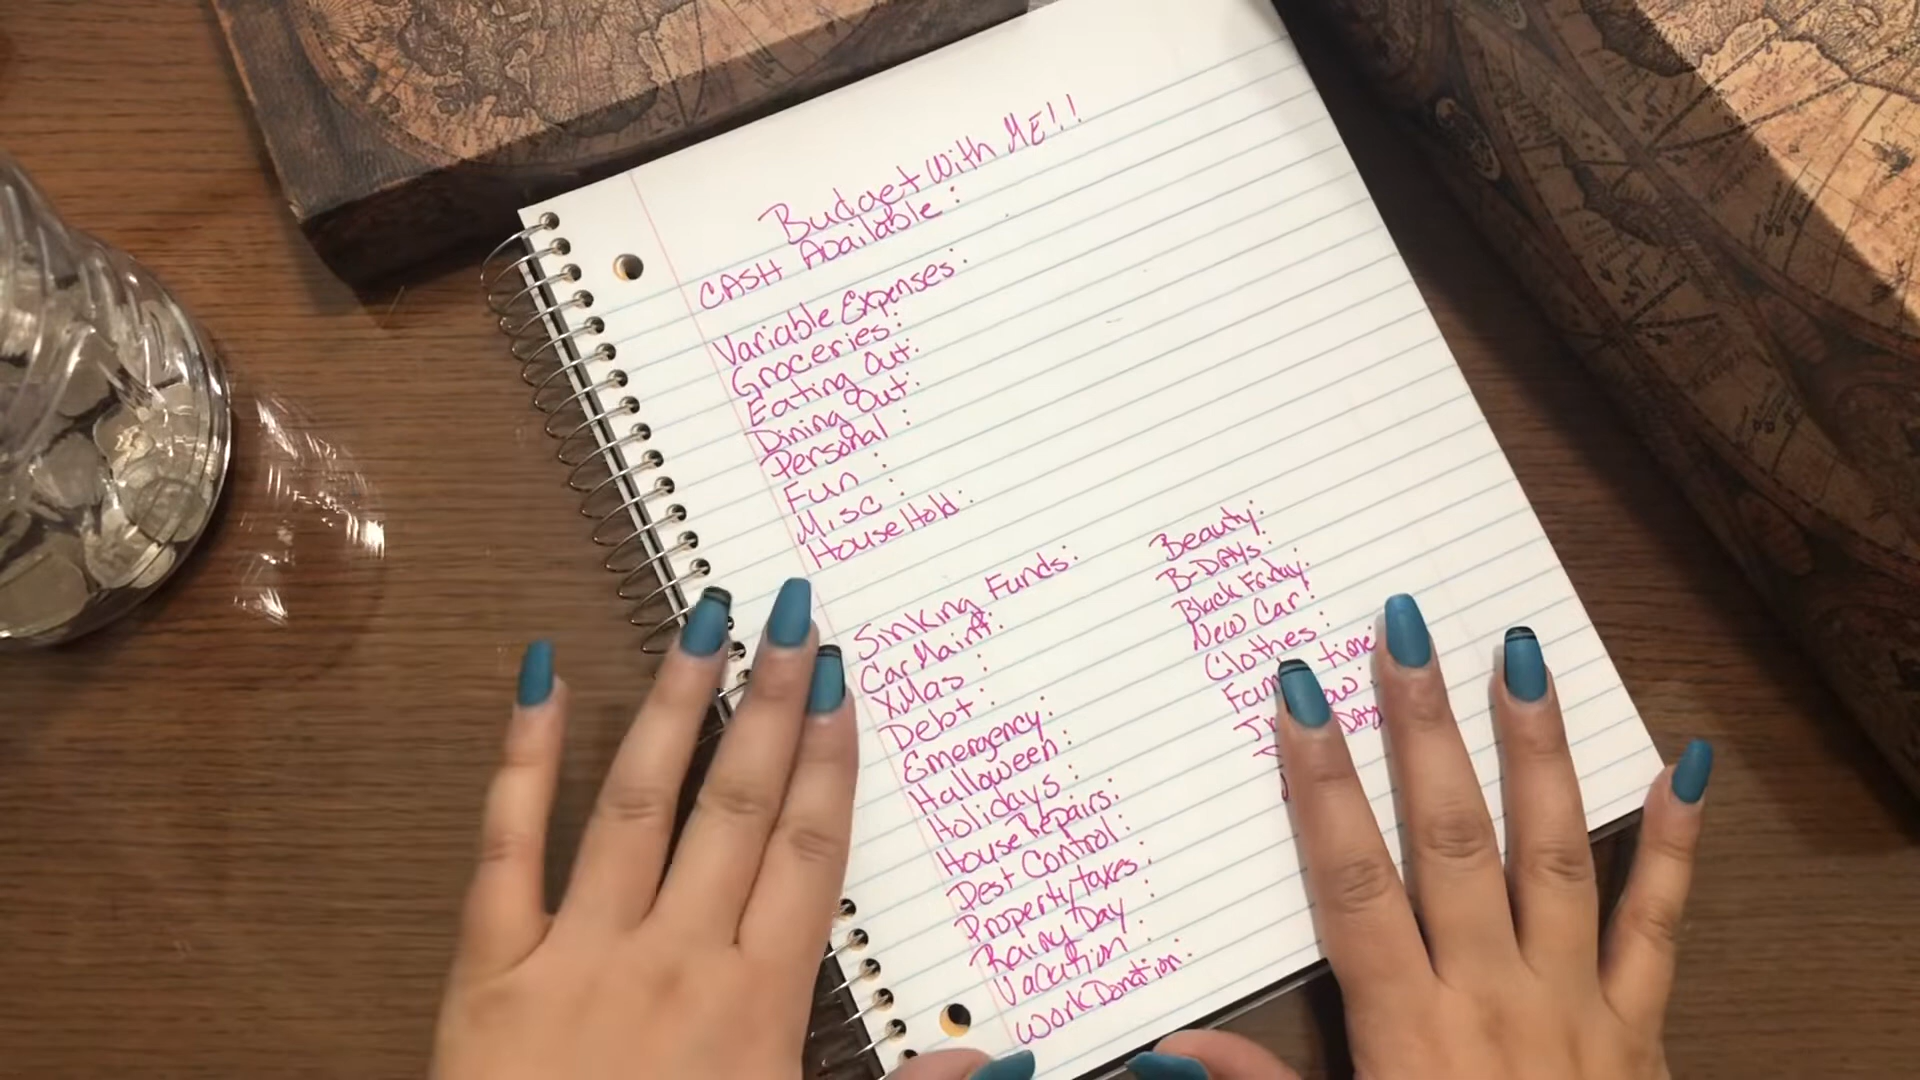 Budget With ME!!
CASH Available:
Variable Expenses:
Groceries:
Eating Out:
Dining Out:
Personal:
Fun:
Misc:
HouseHold:
Sinking Funds:
Car Maint:
XMas:
Debt:
Emergency:
Halloween:
Holidays:
House Repairs:
Pest Control:
Property/taxes:
Rainy Day:
Vacation:
Work Donation:
Beauty:
B-DAYS:
Black Friday:
New Car!
Clothes:
time: